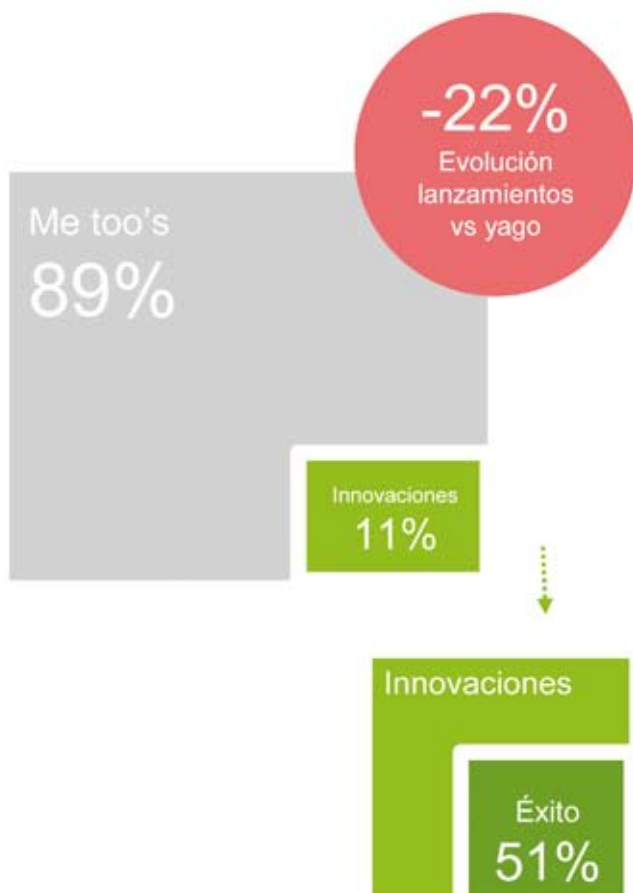 -22%
Evolución
lanzamientos
vs yago
Me too's
89%
Innovaciones
11%
Innovaciones
Éxito
51%